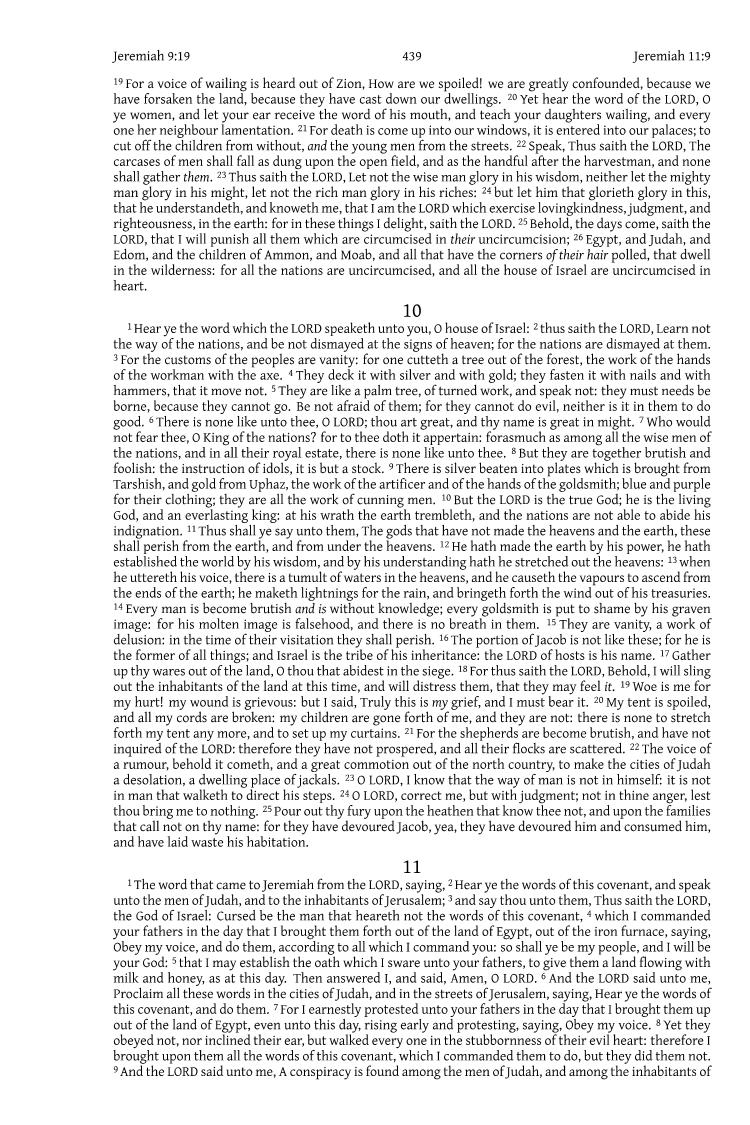 Jeremiah 9:19 439 Jeremiah 11:9
19 For a voice of wailing is heard out of Zion, How are we spoiled! we are greatly confounded, because we
have forsaken the land, because they have cast down our dwellings. 20 Yet hear the word of the LORD, O
ye women, and let your ear receive the word of his mouth, and teach your daughters wailing, and every
one her neighbour lamentation. 21 For death is come up into our windows, it is entered into our palaces; to
cut off the children from without, and the young men from the streets. 22 Speak, Thus saith the LORD, The
carcases of men shall fall as dung upon the open field, and as the handful after the harvestman, and none
shall gather them. 23 Thus saith the LORD, Let not the wise man glory in his wisdom, neither let the mighty
man glory in his might, let not the rich man glory in his riches: 24 but let him that glorieth glory in this,
that he understandeth, and knoweth me, that I am the LORD which exercise lovingkindness, judgment, and
righteousness, in the earth: for in these things I delight, saith the LORD. 25 Behold, the days come, saith the
LORD, that I will punish all them which are circumcised in their uncircumcision; 26 Egypt, and Judah, and
Edom, and the children of Ammon, and Moab, and all that have the corners of their hair polled, that dwell
in the wilderness: for all the nations are uncircumcised, and all the house of Israel are uncircumcised in
heart.
10
1 Hear ye the word which the LORD speaketh unto you, O house of Israel: 2 thus saith the LORD, Learn not
the way of the nations, and be not dismayed at the signs of heaven; for the nations are dismayed at them.
3 For the customs of the peoples are vanity: for one cutteth a tree out of the forest, the work of the hands
of the workman with the axe. 4 They deck it with silver and with gold; they fasten it with nails and with
hammers, that it move not. 5 They are like a palm tree, of turned work, and speak not: they must needs be
borne, because they cannot go. Be not afraid of them; for they cannot do evil, neither is it in them to do
good. 6 There is none like unto thee, O LORD; thou art great, and thy name is great in might. 7 Who would
not fear thee, O King of the nations? for to thee doth it appertain: forasmuch as among all the wise men of
the nations, and in all their royal estate, there is none like unto thee. 8 But they are together brutish and
foolish: the instruction of idols, it is but a stock. 9 There is silver beaten into plates which is brought from
Tarshish, and gold from Uphaz, the work of the artificer and of the hands of the goldsmith; blue and purple
for their clothing; they are all the work of cunning men. 10 But the LORD is the true God; he is the living
God, and an everlasting king: at his wrath the earth trembleth, and the nations are not able to abide his
indignation. 11 Thus shall ye say unto them, The gods that have not made the heavens and the earth, these
shall perish from the earth, and from under the heavens. 12 He hath made the earth by his power, he hath
established the world by his wisdom, and by his understanding hath he stretched out the heavens: 13 when
he uttereth his voice, there is a tumult of waters in the heavens, and he causeth the vapours to ascend from
the ends of the earth; he maketh lightnings for the rain, and bringeth forth the wind out of his treasuries.
14 Every man is become brutish and is without knowledge; every goldsmith is put to shame by his graven
image: for his molten image is falsehood, and there is no breath in them. 15 They are vanity, a work of
delusion: in the time of their visitation they shall perish. 16 The portion of Jacob is not like these; for he is
the former of all things; and Israel is the tribe of his inheritance: the LORD of hosts is his name. 17 Gather
up thy wares out of the land, O thou that abidest in the siege. 18 For thus saith the LORD, Behold, I will sling
out the inhabitants of the land at this time, and will distress them, that they may feel it. 19 Woe is me for
my hurt! my wound is grievous: but I said, Truly this is my grief, and I must bear it. 20 My tent is spoiled,
and all my cords are broken: my children are gone forth of me, and they are not: there is none to stretch
forth my tent any more, and to set up my curtains. 21 For the shepherds are become brutish, and have not
inquired of the LORD: therefore they have not prospered, and all their flocks are scattered. 22 The voice of
a rumour, behold it cometh, and a great commotion out of the north country, to make the cities of Judah
a desolation, a dwelling place of jackals. 23 O LORD, I know that the way of man is not in himself: it is not
in man that walketh to direct his steps. 24 O LORD, correct me, but with judgment; not in thine anger, lest
thou bring me to nothing. 25 Pour out thy fury upon the heathen that know thee not, and upon the families
that call not on thy name: for they have devoured Jacob, yea, they have devoured him and consumed him,
and have laid waste his habitation.
11
1 The word that came to Jeremiah from the LORD, saying, 2 Hear ye the words of this covenant, and speak
unto the men of Judah, and to the inhabitants of Jerusalem; 3 and say thou unto them, Thus saith the LORD,
the God of Israel: Cursed be the man that heareth not the words of this covenant, 4 which I commanded
your fathers in the day that I brought them forth out of the land of Egypt, out of the iron furnace, saying,
Obey my voice, and do them, according to all which I command you: so shall ye be my people, and I will be
your God: 5 that I may establish the oath which I sware unto your fathers, to give them a land flowing with
milk and honey, as at this day. Then answered I, and said, Amen, O LORD. 6 And the LORD said unto me,
Proclaim all these words in the cities of Judah, and in the streets of Jerusalem, saying, Hear ye the words of
this covenant, and do them. 7 For I earnestly protested unto your fathers in the day that I brought them up
out of the land of Egypt, even unto this day, rising early and protesting, saying, Obey my voice. 8 Yet they
obeyed not, nor inclined their ear, but walked every one in the stubbornness of their evil heart: therefore I
brought upon them all the words of this covenant, which I commanded them to do, but they did them not.
9 And the LORD said unto me, A conspiracy is found among the men of Judah, and among the inhabitants of